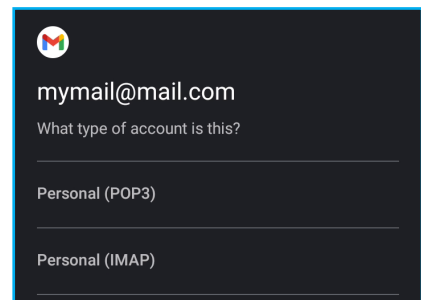 mymail@mail.com
What type of account is this?
Personal (POP3)
Personal (IMAP)